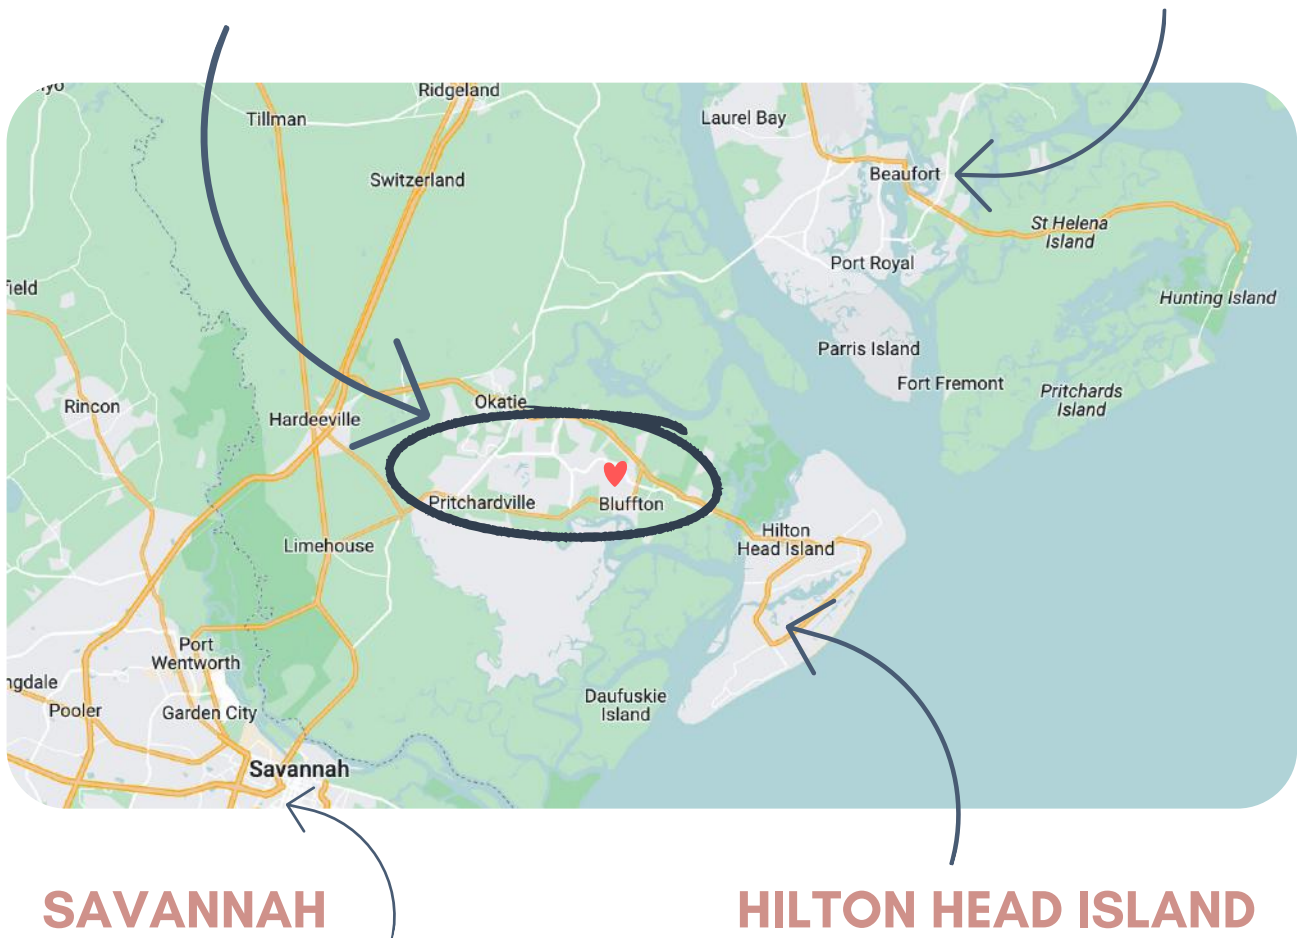 Ridgeland
Tillman
Laurel Bay
Switzerland
Beaufort
St Helena
Island
Port Royal
field
Hunting Island
Parris Island
Fort Fremont
Pritchards
Island
Okatie
Rincon
Hardeeville
Pritchardville
Bluffton
Hilton
Head Island
Limehouse
Port
Wentworth
ngdale
Pooler
Garden City
Daufuskie
Island
Savannah
SAVANNAH
HILTON HEAD ISLAND